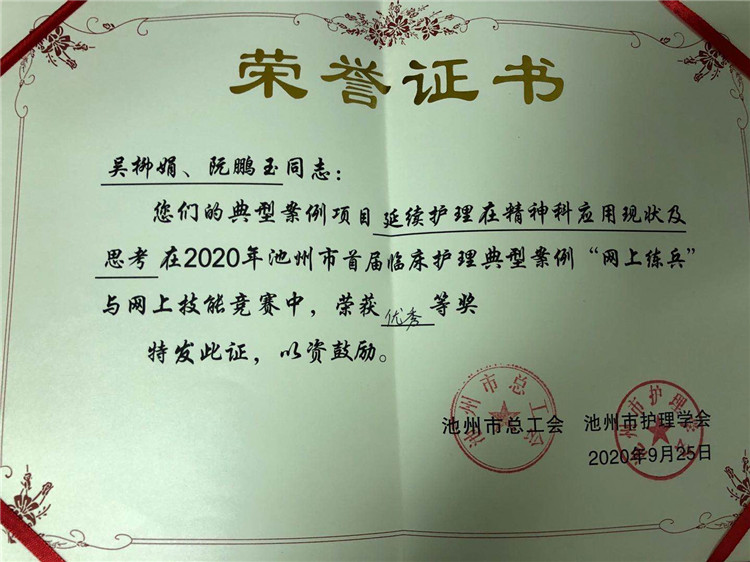 荣誉证书
吴柳娟、阮鹏玉同志：
您们的典型案例项目延续护理在精神科应用现状及
思考在2020年池州市首届临床护理典型案例“网上练兵”
与网上技能竞赛中，荣获优秀等奖
特发此证，以资鼓励。
池州市总工会 池州市护理学会
2020年9月25日
池州市总工会
池州市护理学会